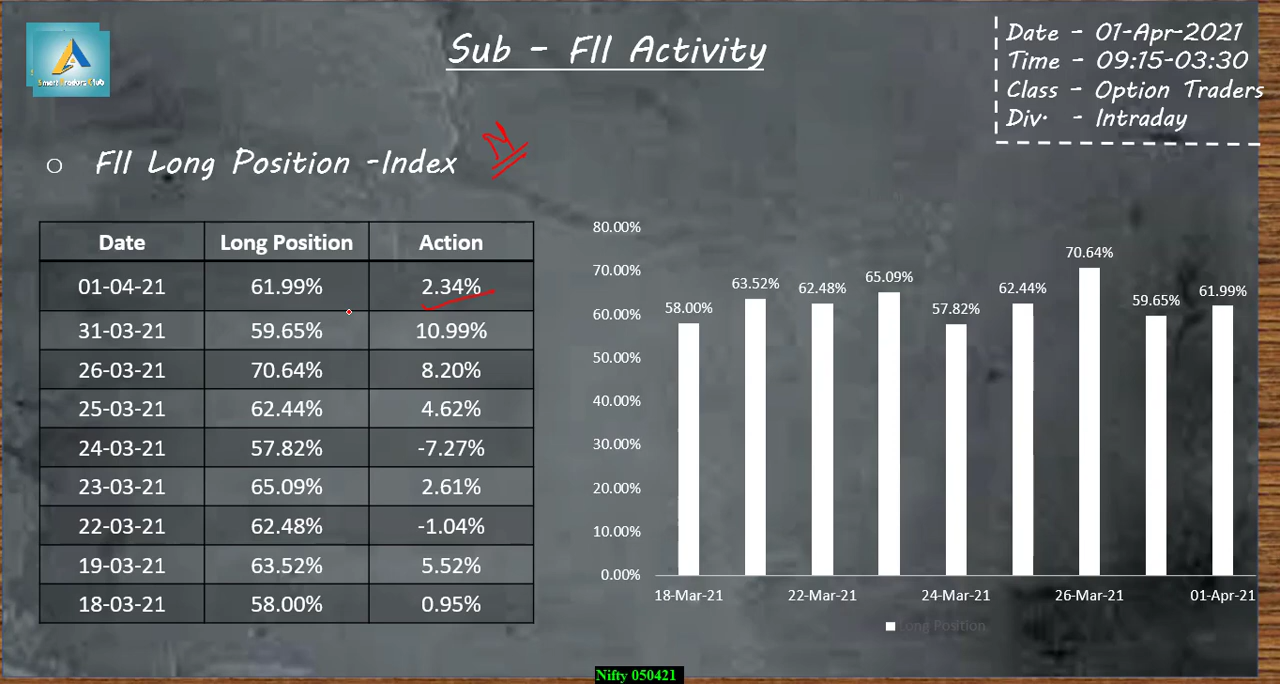 Smart Traders Club
Sub - FII Activity
Date - 01-Apr-2021
Time - 09:15-03:30
Class - Option Traders
Div. - Intraday
○ FII Long Position -Index N
Date Long Position Action
01-04-21 61.99% 2.34%
31-03-21 59.65% 10.99%
26-03-21 70.64% 8.20%
25-03-21 62.44% 4.62%
24-03-21 57.82% -7.27%
23-03-21 65.09% 2.61%
22-03-21 62.48% -1.04%
19-03-21 63.52% 5.52%
18-03-21 58.00% 0.95%
80.00%
70.00%
60.00%
50.00%
40.00%
30.00%
20.00%
10.00%
0.00%
58.00% 63.52% 62.48% 65.09% 57.82% 62.44% 70.64% 59.65% 61.99%
18-Mar-21 22-Mar-21 24-Mar-21 26-Mar-21 01-Apr-21
Long Position
Nifty 050421